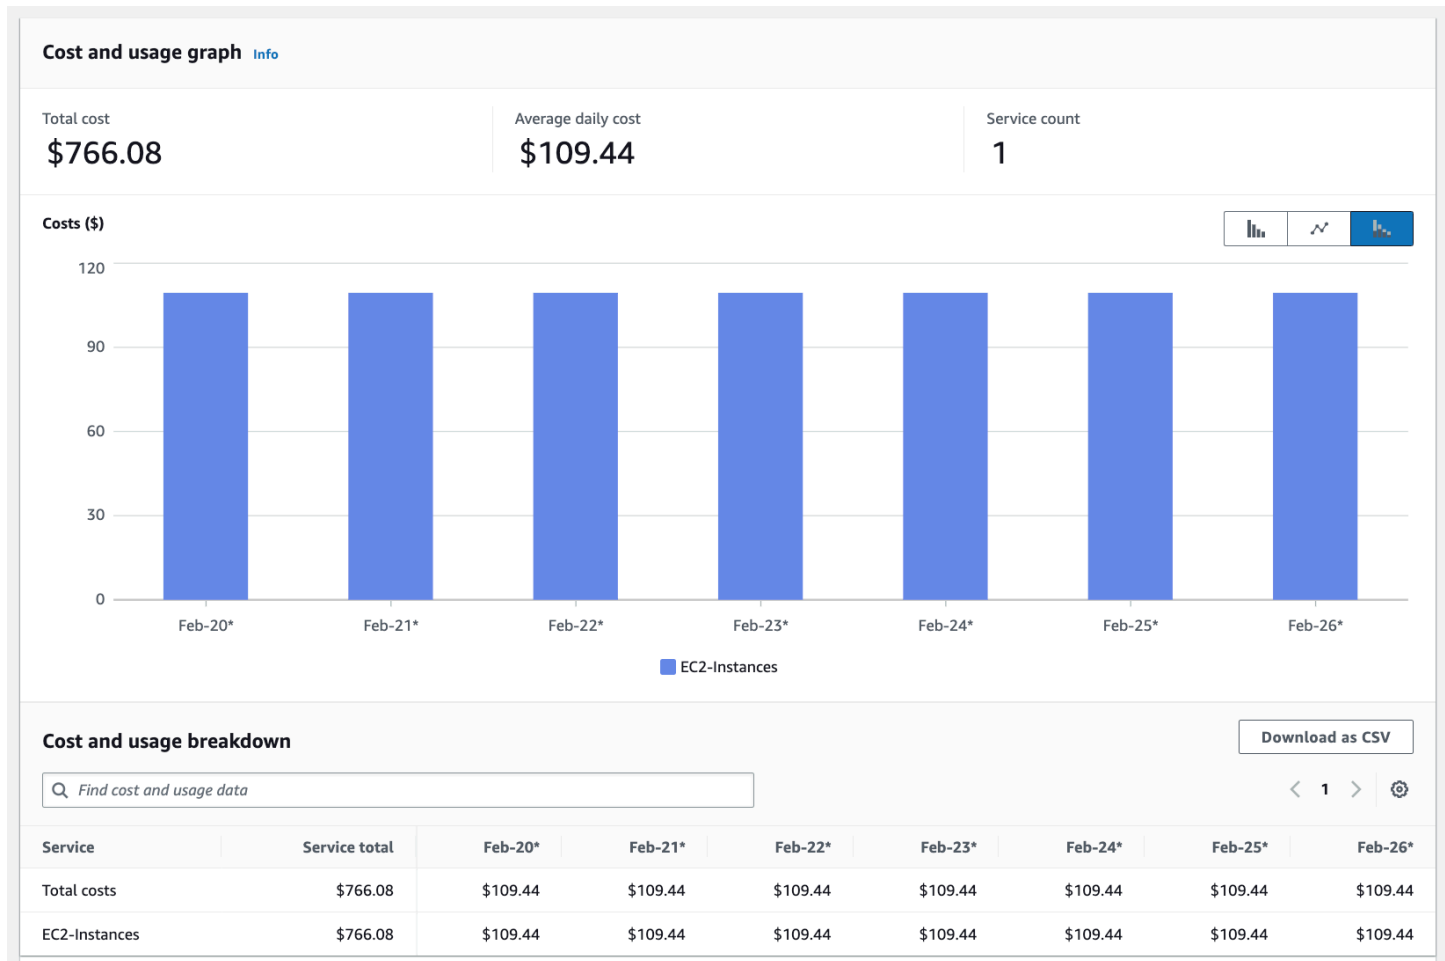 Cost and usage graph Info
Total cost Average daily cost Service count
$766.08 $109.44 1
Costs ($)
120
90
60
30
0
Feb-20* Feb-21* Feb-22* Feb-23* Feb-24* Feb-25* Feb-26*
EC2-Instances
Cost and usage breakdown Download as CSV
Find cost and usage data 1
Service Service total Feb-20* Feb-21* Feb-22* Feb-23* Feb-24* Feb-25* Feb-26*
Total costs $766.08 $109.44 $109.44 $109.44 $109.44 $109.44 $109.44 $109.44
EC2-Instances $766.08 $109.44 $109.44 $109.44 $109.44 $109.44 $109.44 $109.44